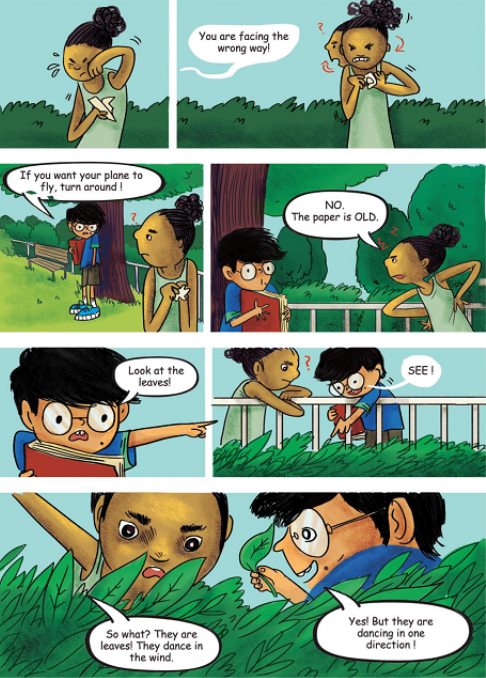 You are facing the
wrong way!
?
If you want your plane to
fly, turn around !
?
NO.
The paper is OLD.
Look at the
leaves!
?
SEE !
So what? They are
leaves! They dance in
the wind.
Yes! But they are
dancing in one
direction !